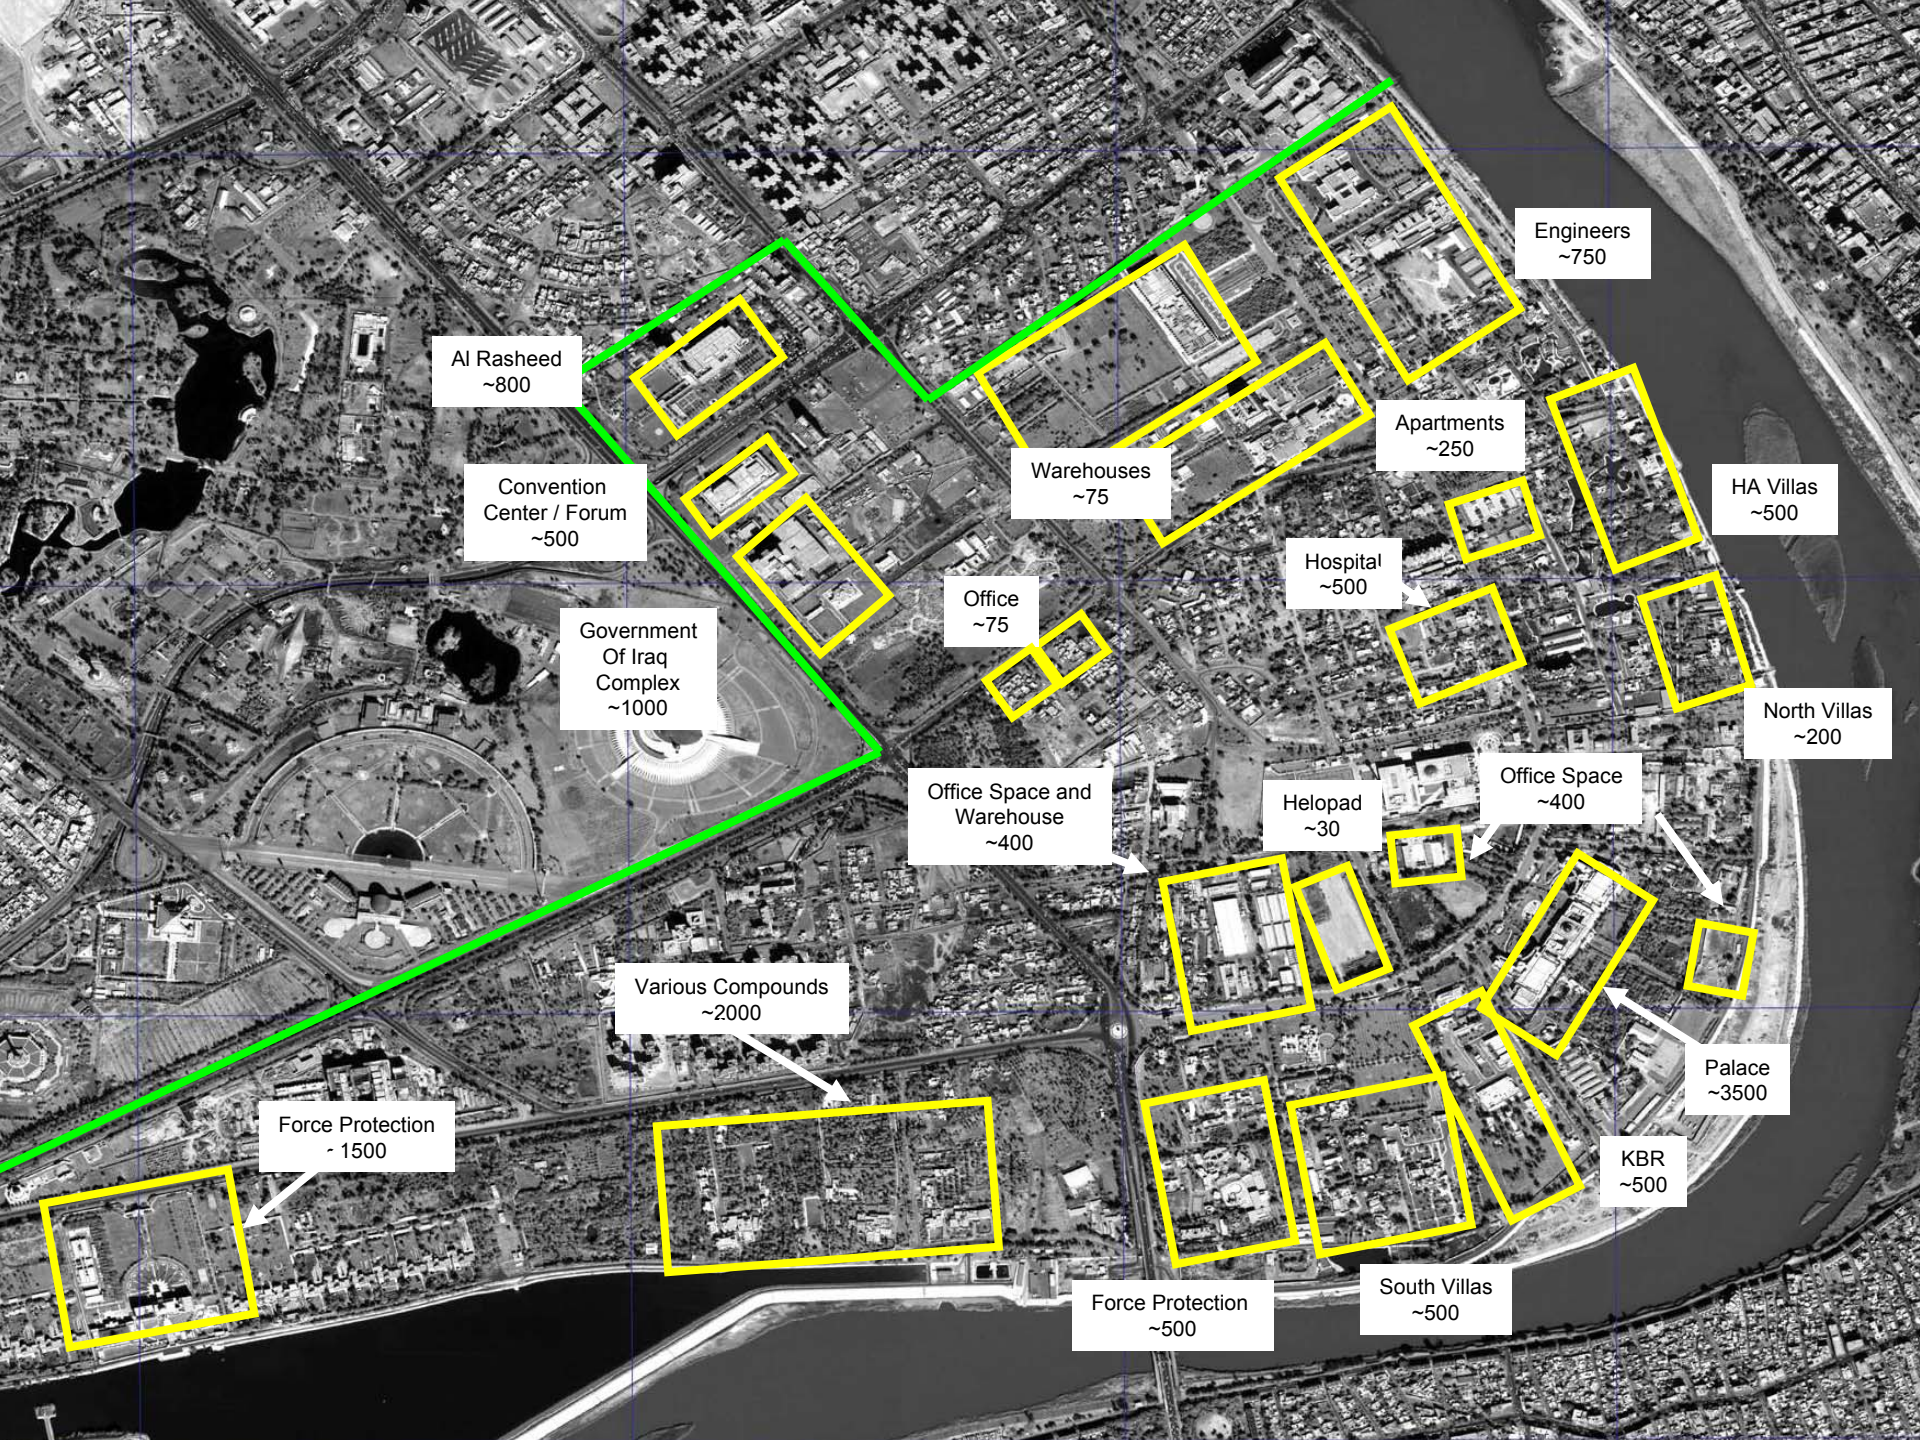 Engineers
~750
Al Rasheed
~800
Apartments
~250
Warehouses
~75
Convention
Center / Forum
~500
HA Villas
~500
Hospital
~500
Office
~75
Government
Of Iraq
Complex
~1000
North Villas
~200
Office Space and
Warehouse
~400
Helopad
~30
Office Space
~400
Various Compounds
~2000
Palace
~3500
Force Protection
~ 1500
KBR
~500
South Villas
~500
Force Protection
~500